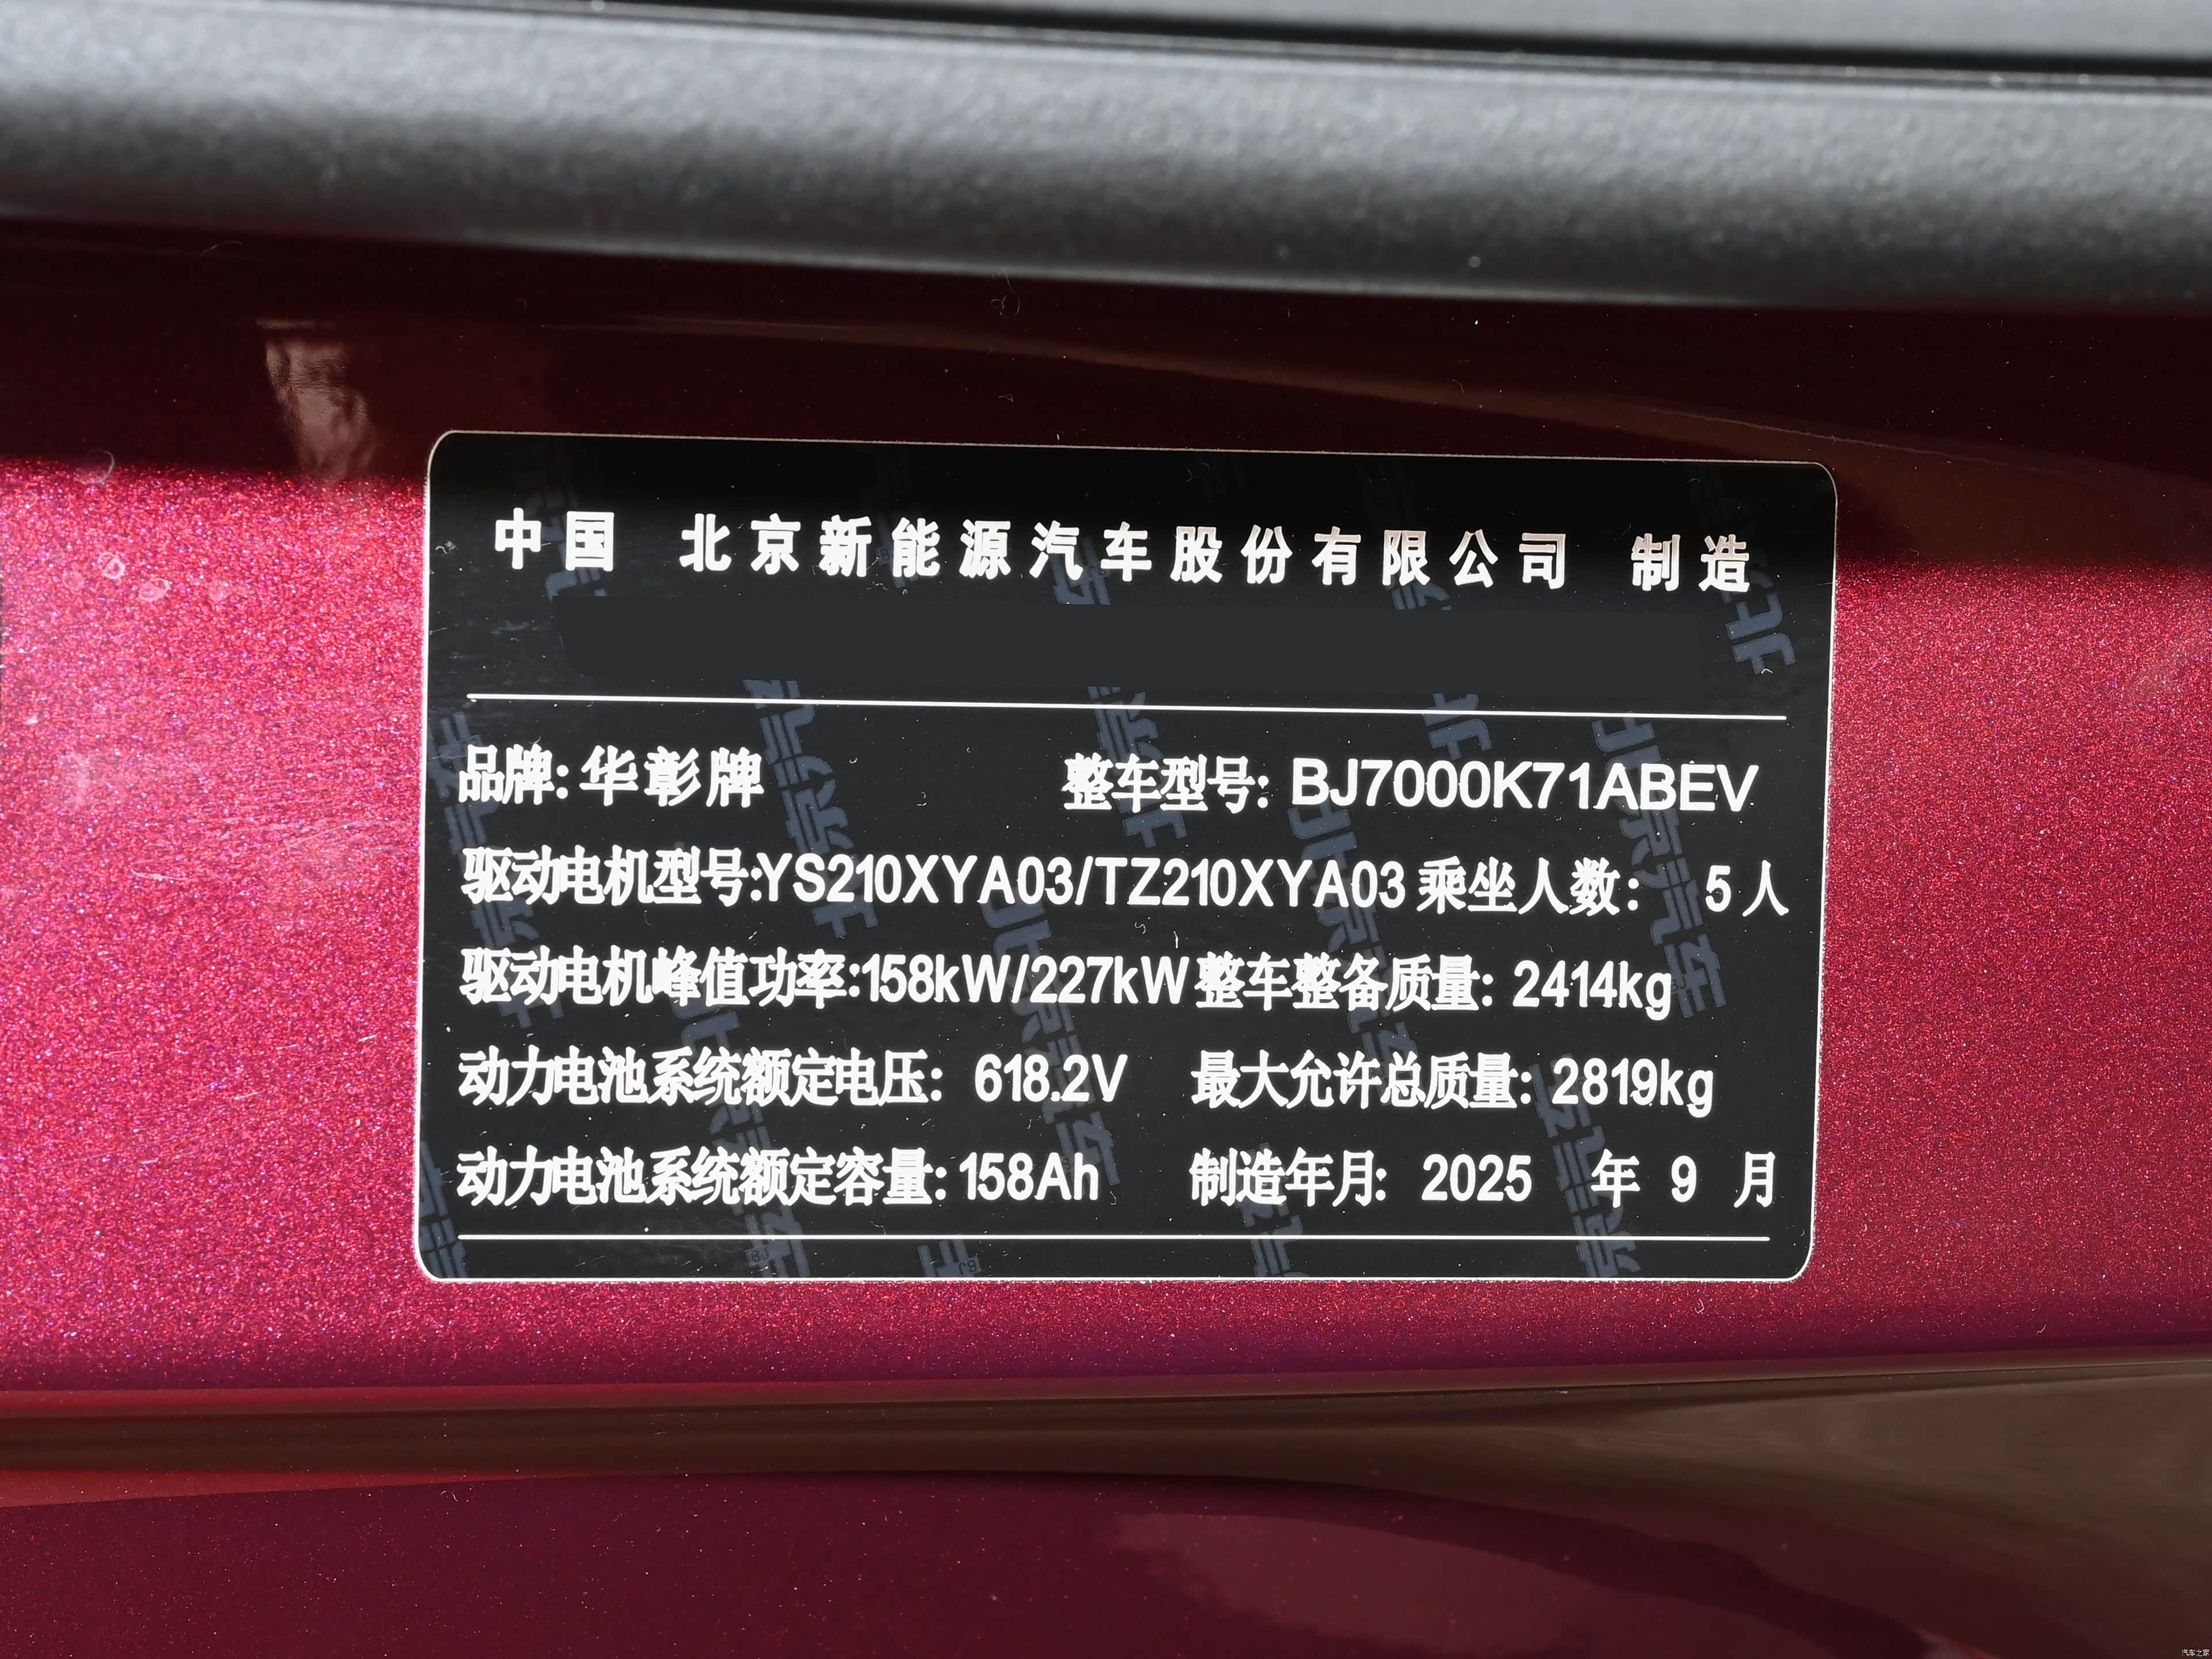 中国 北京新能源汽车股份有限公司 制造
品牌:华彰牌 整车型号: BJ7000K71ABEV
驱动电机型号:YS210XYA03/TZ210XYA03 乘坐人数: 5人
驱动电机峰值功率:158kW/227kW 整车整备质量: 2414kg
动力电池系统额定电压: 618.2V 最大允许总质量: 2819kg
动力电池系统额定容量: 158Ah 制造年月: 2025 年 9 月
汽车之家